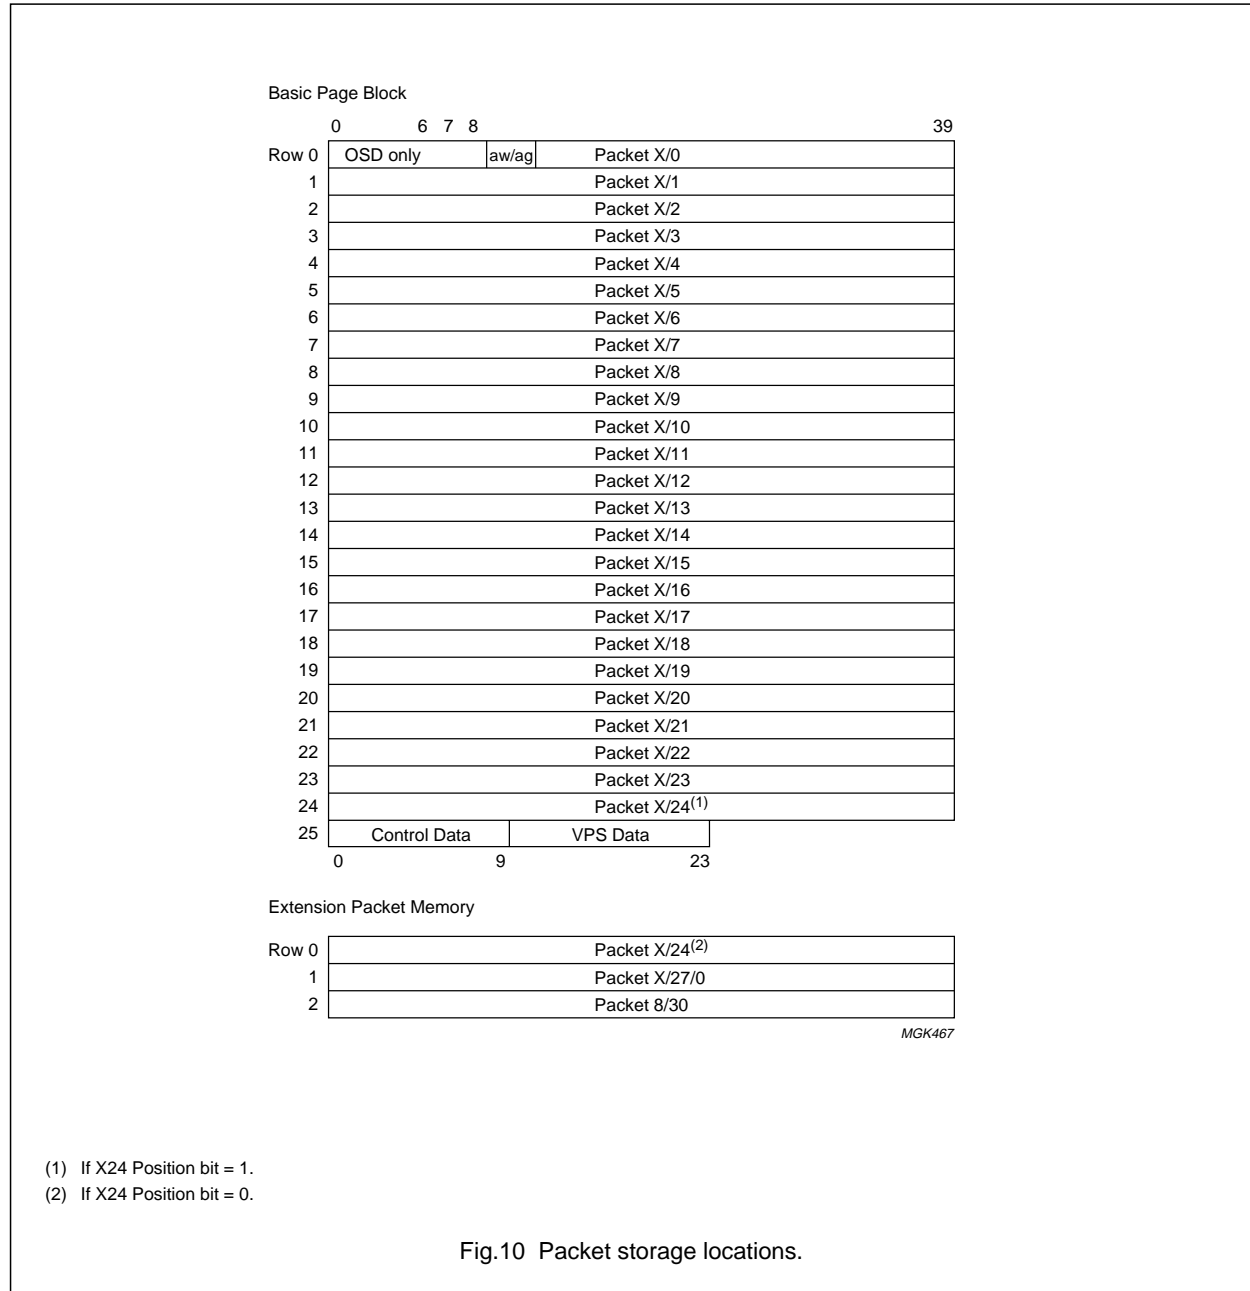 Basic Page Block
0 6 7 8 39
Row 0 OSD only aw/ag Packet X/0
1 Packet X/1
2 Packet X/2
3 Packet X/3
4 Packet X/4
5 Packet X/5
6 Packet X/6
7 Packet X/7
8 Packet X/8
9 Packet X/9
10 Packet X/10
11 Packet X/11
12 Packet X/12
13 Packet X/13
14 Packet X/14
15 Packet X/15
16 Packet X/16
17 Packet X/17
18 Packet X/18
19 Packet X/19
20 Packet X/20
21 Packet X/21
22 Packet X/22
23 Packet X/23
24 Packet X/24(1)
25 Control Data VPS Data
0 9 23
Extension Packet Memory
Row 0 Packet X/24(2)
1 Packet X/27/0
2 Packet 8/30
MGK467
(1) If X24 Position bit = 1.
(2) If X24 Position bit = 0.
Fig.10 Packet storage locations.